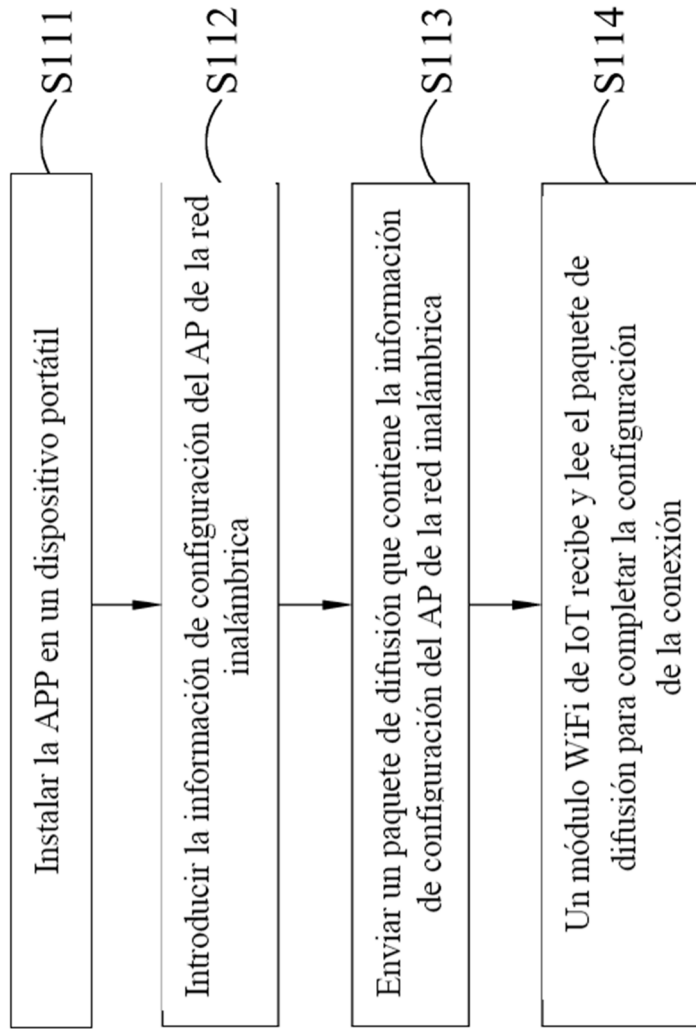 Instalar la APP en un dispositivo portátil
S111
Introducir la información de configuración del AP de la red
inalámbrica
S112
Enviar un paquete de difusión que contiene la información
de configuración del AP de la red inalámbrica
S113
Un módulo WiFi de IoT recibe y lee el paquete de
difusión para completar la configuración
de la conexión
S114